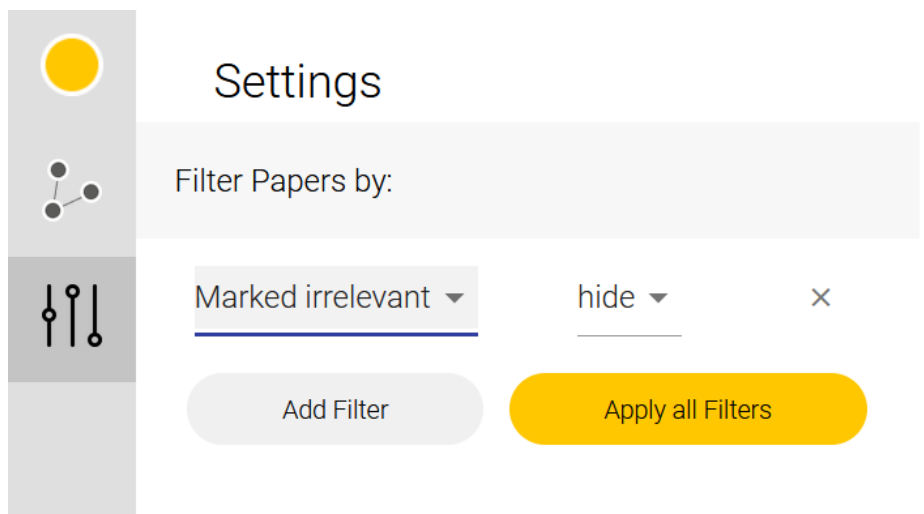 Settings
Filter Papers by:
Marked irrelevant hide ×
Add Filter Apply all Filters